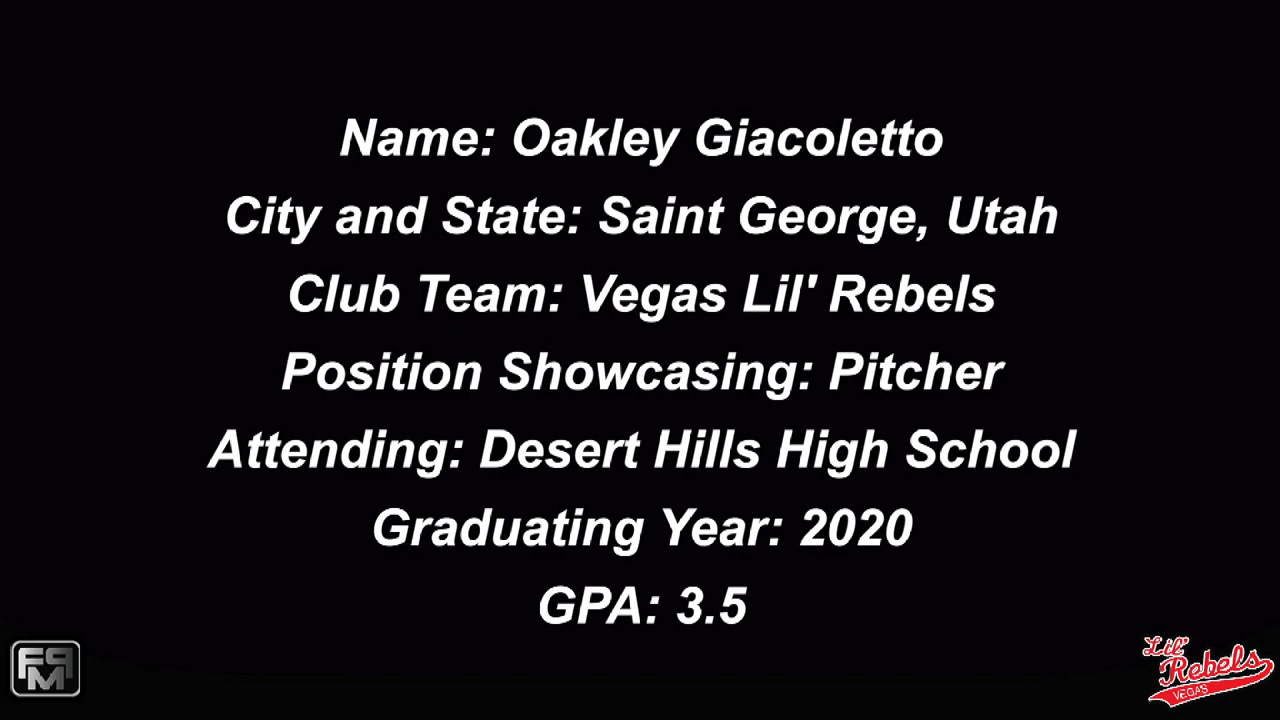 Name: Oakley Giacoletto
City and State: Saint George, Utah
Club Team: Vegas Lil' Rebels
Position Showcasing: Pitcher
Attending: Desert Hills High School
Graduating Year: 2020
GPA: 3.5
FPM
Lil' Rebels
VEGAS